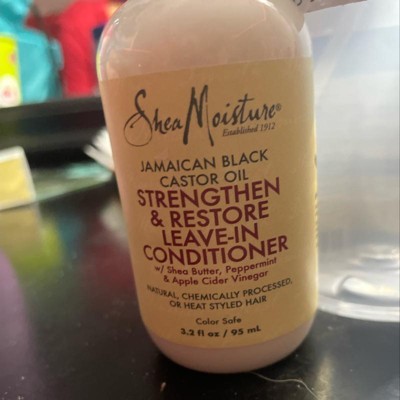 SheaMoisture®
Established 1912
JAMAICAN BLACK
CASTOR OIL
STRENGTHEN
& RESTORE
LEAVE-IN
CONDITIONER
w/ Shea Butter, Peppermint
& Apple Cider Vinegar
NATURAL, CHEMICALLY PROCESSED,
OR HEAT STYLED HAIR
Color Safe
3.2 fl oz / 95 mL